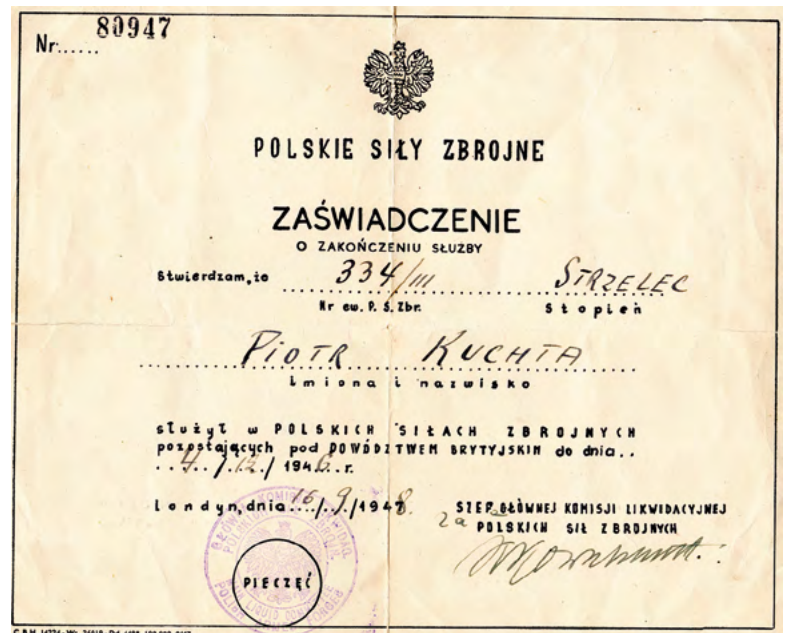 Nr...... 80947
POLSKIE SIŁY ZBROJNE
ZAŚWIADCZENIE
O ZAKOŃCZENIU SŁUŻBY
Stwierdzam, że 334/III STRZELEC
Nr ew. P. S. Zbr. Stopień
PIOTR KUCHTA
imiona i nazwisko
służył w POLSKICH SIŁACH ZBROJNYCH
pozostających pod DOWÓDZTWEM BRYTYJSKIM do dnia..
..4../.12./ 1946..r.
Londyn, dnia 16/9/1948. SZEF GŁÓWNEJ KOMISJI LIKWIDACYJNEJ
za POLSKICH SIŁ ZBROJNYCH
PIECZĘĆ